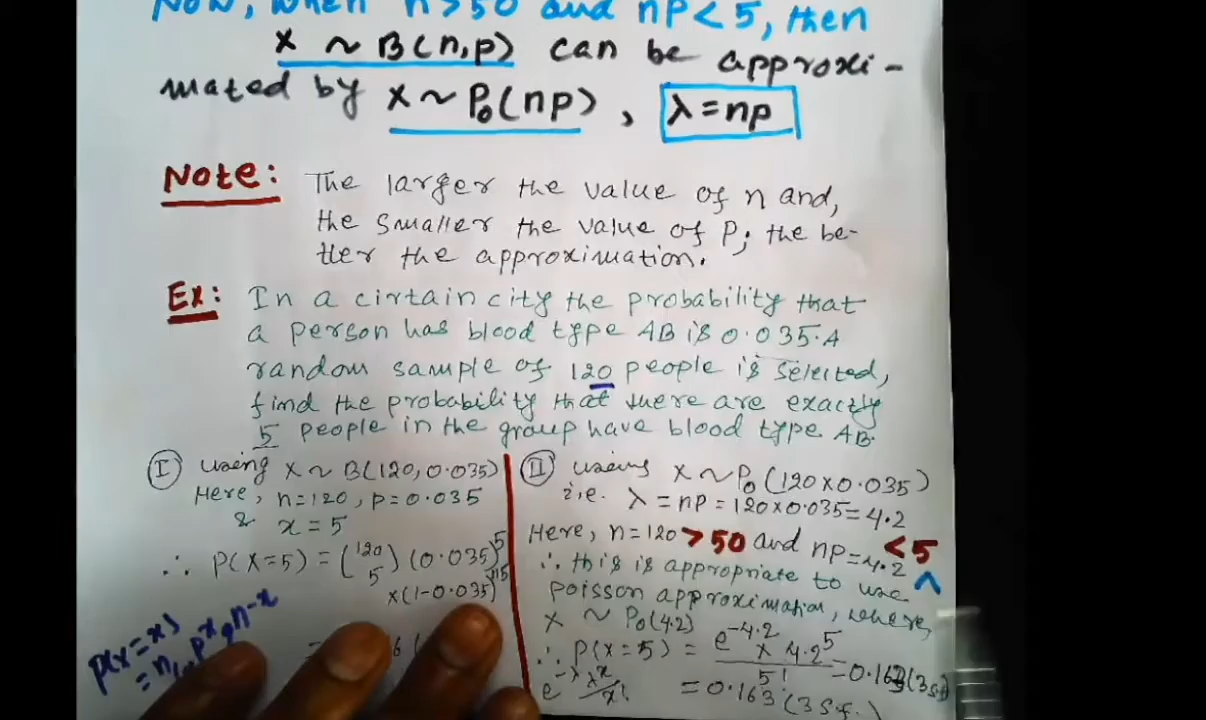 Now, when n>50 and np<5, then
X ~ B(n,p) can be approxi-
mated by X~Po(np), λ=np
Note: The larger the value of n and,
the smaller the value of P; the be-
tter the approximation.
Ex: In a cirtain city the probability that
a person has blood type AB is 0.035. A
random sample of 120 people is selected,
find the probability that there are exactly
5 people in the group have blood type AB.
I using X ~ B(120, 0.035)
Here, n=120, p=0.035
& x=5
∴ P(X=5) = (120 5) (0.035)^5
×(1-0.035)^115
P(X=x)
p^x q^n-x
II using X ~ Po (120×0.035)
i.e. λ = np = 120×0.035 = 4.2
Here, n=120 > 50 and np=4.2 < 5
∴ this is appropriate to use
poisson approximation, where,
X ~ Po(4.2)
∴ P(X=5) = e^-4.2 × 4.2^5 / 5! = 0.163 (3 s.f)
e^-λ λ^x/x! = 0.163 (3 s.f.)